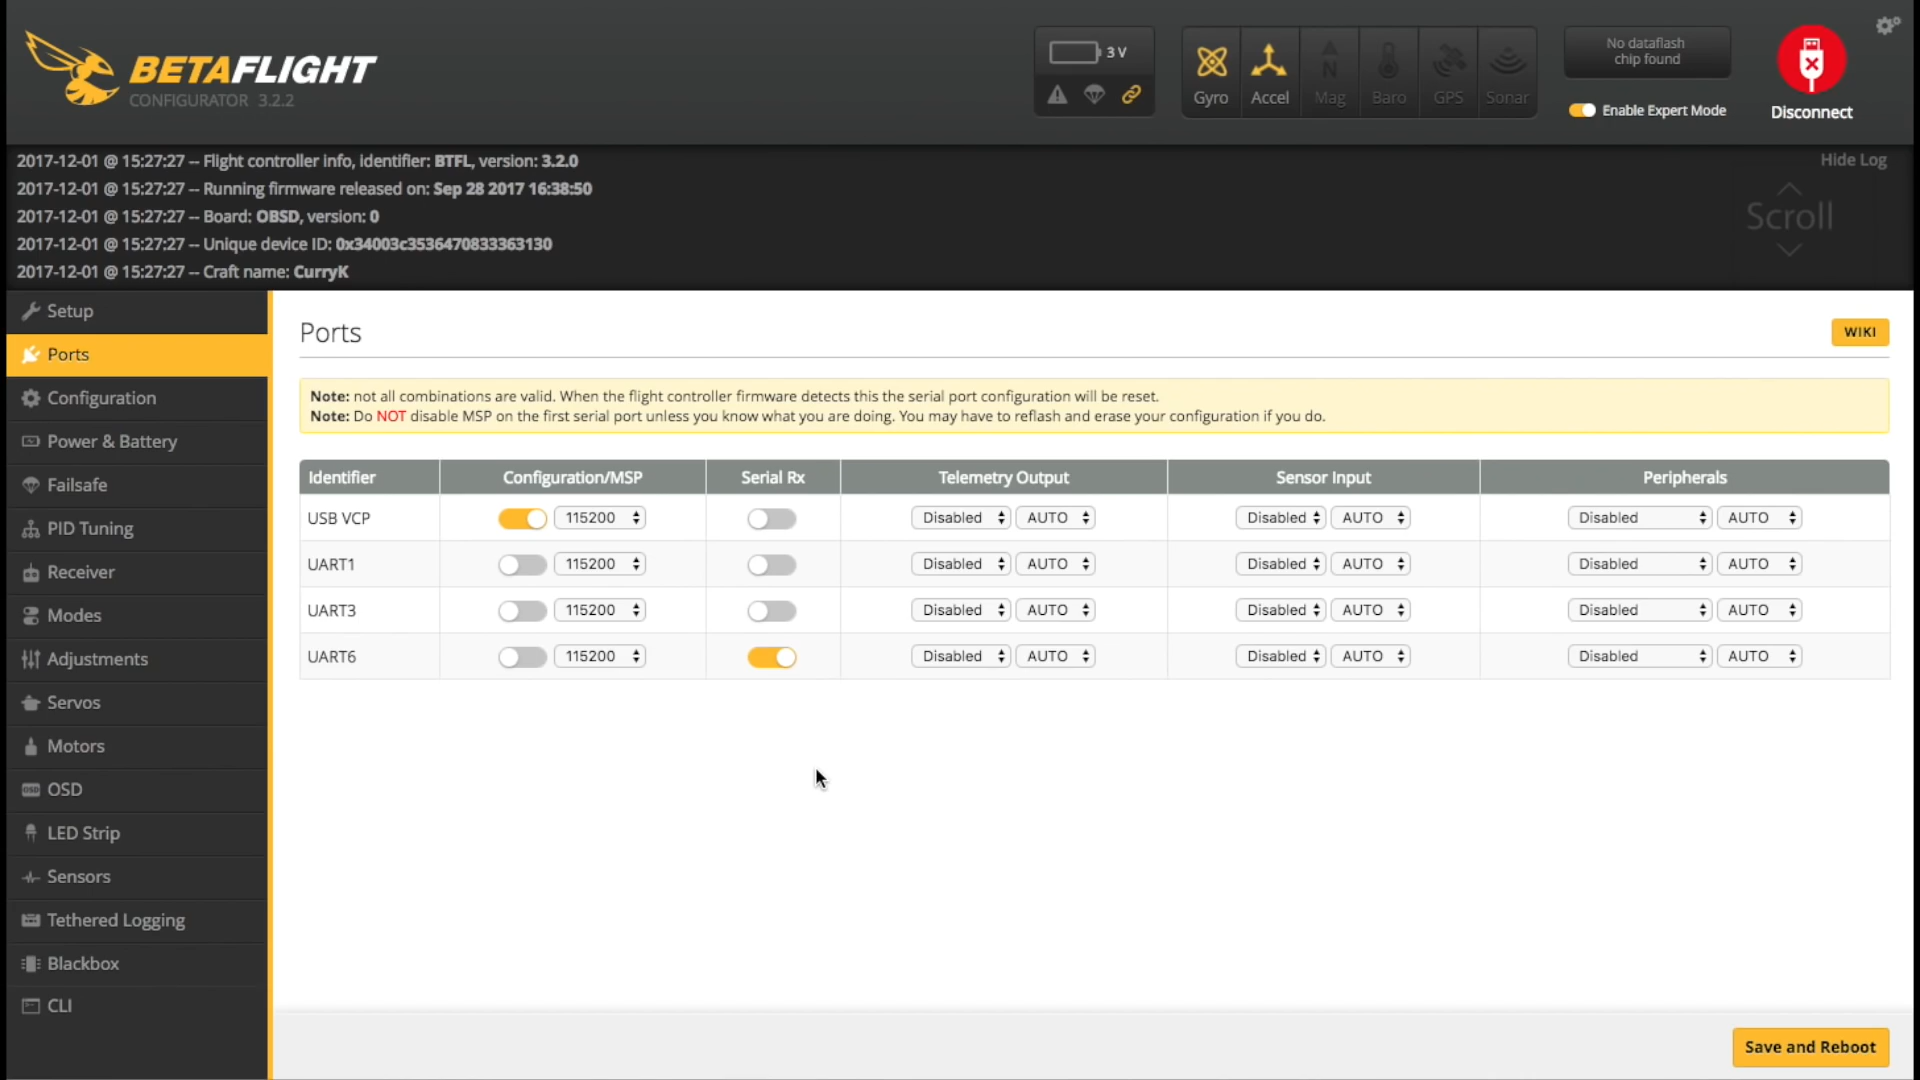 BETAFLIGHT
CONFIGURATOR 3.2.2
3 V
Gyro Accel Mag Baro GPS Sonar
No dataflash
chip found
Enable Expert Mode
Disconnect
2017-12-01 @ 15:27:27 -- Flight controller info, identifier: BTFL, version: 3.2.0
2017-12-01 @ 15:27:27 -- Running firmware released on: Sep 28 2017 16:38:50
2017-12-01 @ 15:27:27 -- Board: OBSD, version: 0
2017-12-01 @ 15:27:27 -- Unique device ID: 0x34003c3536470833363130
2017-12-01 @ 15:27:27 -- Craft name: CurryK
Hide Log
Scroll
Setup
Ports
Configuration
Power & Battery
Failsafe
PID Tuning
Receiver
Modes
Adjustments
Servos
Motors
OSD
LED Strip
Sensors
Tethered Logging
Blackbox
CLI
Ports
WIKI
Note: not all combinations are valid. When the flight controller firmware detects this the serial port configuration will be reset.
Note: Do NOT disable MSP on the first serial port unless you know what you are doing. You may have to reflash and erase your configuration if you do.
Identifier Configuration/MSP Serial Rx Telemetry Output Sensor Input Peripherals
USB VCP 115200 Disabled AUTO Disabled AUTO Disabled AUTO
UART1 115200 Disabled AUTO Disabled AUTO Disabled AUTO
UART3 115200 Disabled AUTO Disabled AUTO Disabled AUTO
UART6 115200 Disabled AUTO Disabled AUTO Disabled AUTO
Save and Reboot